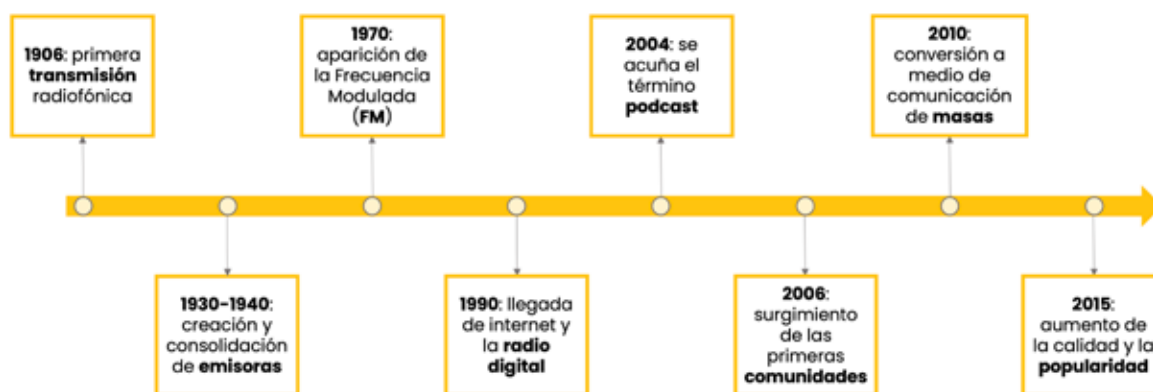 1906: primera
transmisión
radiofónica
1930-1940:
creación y
consolidación
de emisoras
1970:
aparición de
la Frecuencia
Modulada
(FM)
1990: llegada
de internet y
la radio
digital
2004: se
acuña el
término
podcast
2006:
surgimiento
de las
primeras
comunidades
2010:
conversión a
medio de
comunicación
de masas
2015:
aumento de
la calidad y la
popularidad